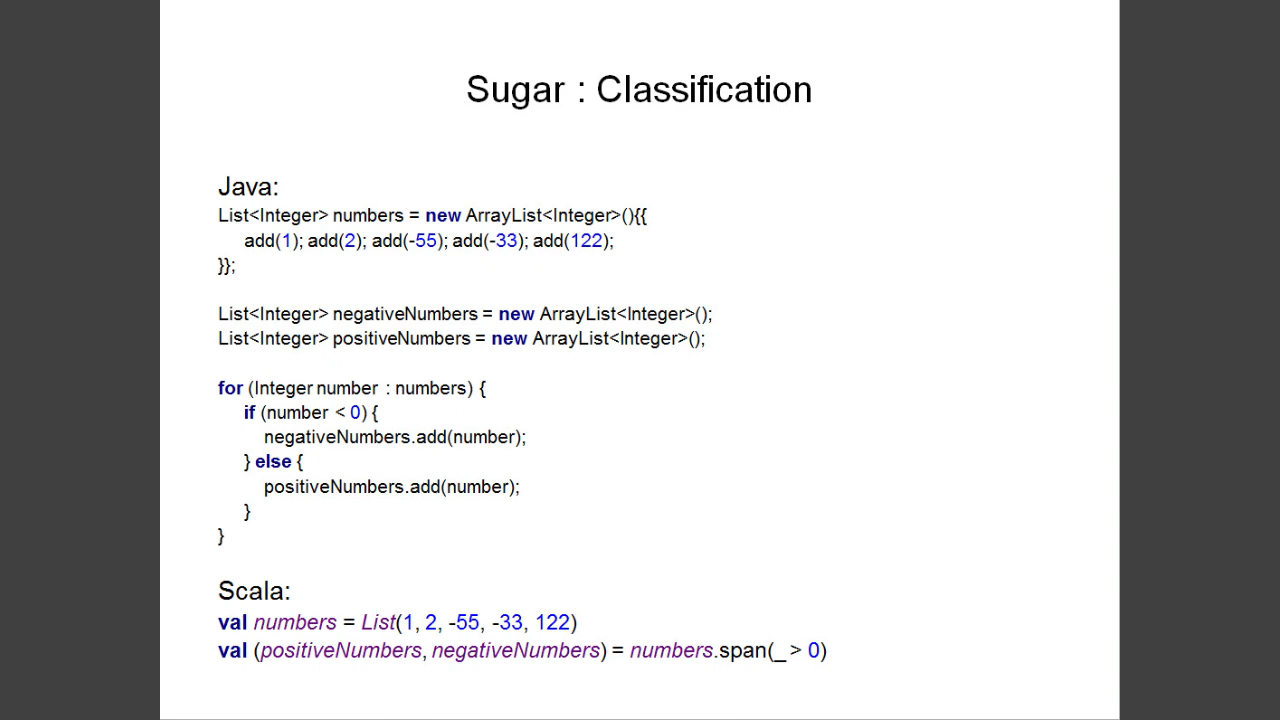 Sugar : Classification
Java:
List<Integer> numbers = new ArrayList<Integer>(){{
add(1); add(2); add(-55); add(-33); add(122);
}};
List<Integer> negativeNumbers = new ArrayList<Integer>();
List<Integer> positiveNumbers = new ArrayList<Integer>();
for (Integer number : numbers) {
if (number < 0) {
negativeNumbers.add(number);
} else {
positiveNumbers.add(number);
}
}
Scala:
val numbers = List(1, 2, -55, -33, 122)
val (positiveNumbers, negativeNumbers) = numbers.span(_ > 0)